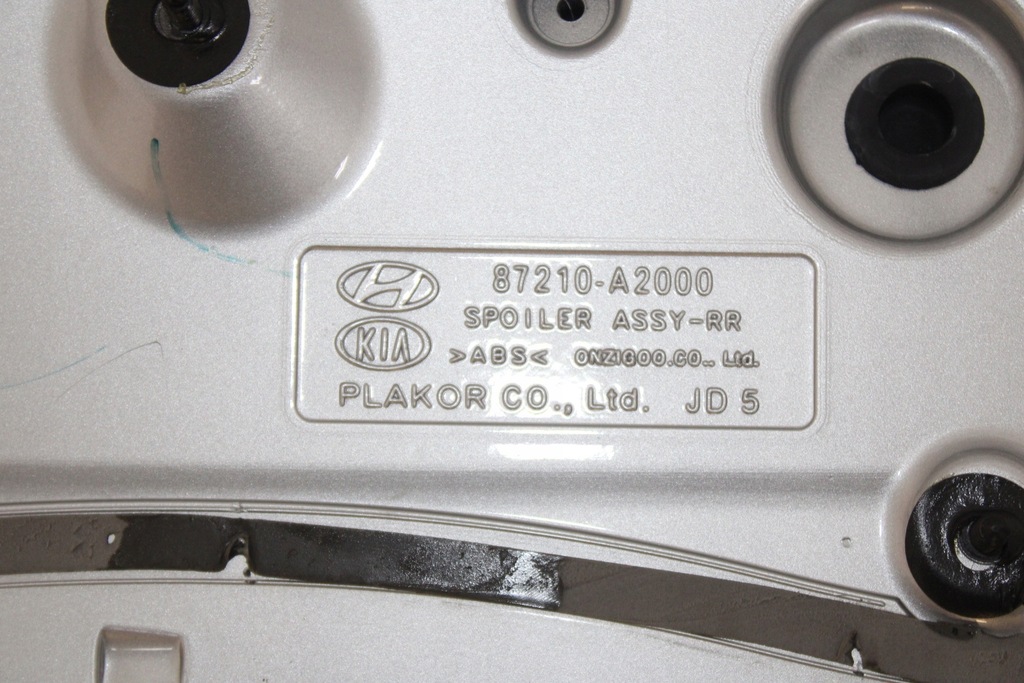 87210-A2000
SPOILER ASSY-RR
KIA
>ABS< ONZIGOO.CO.. Ltd.
PLAKOR CO., Ltd. JD 5